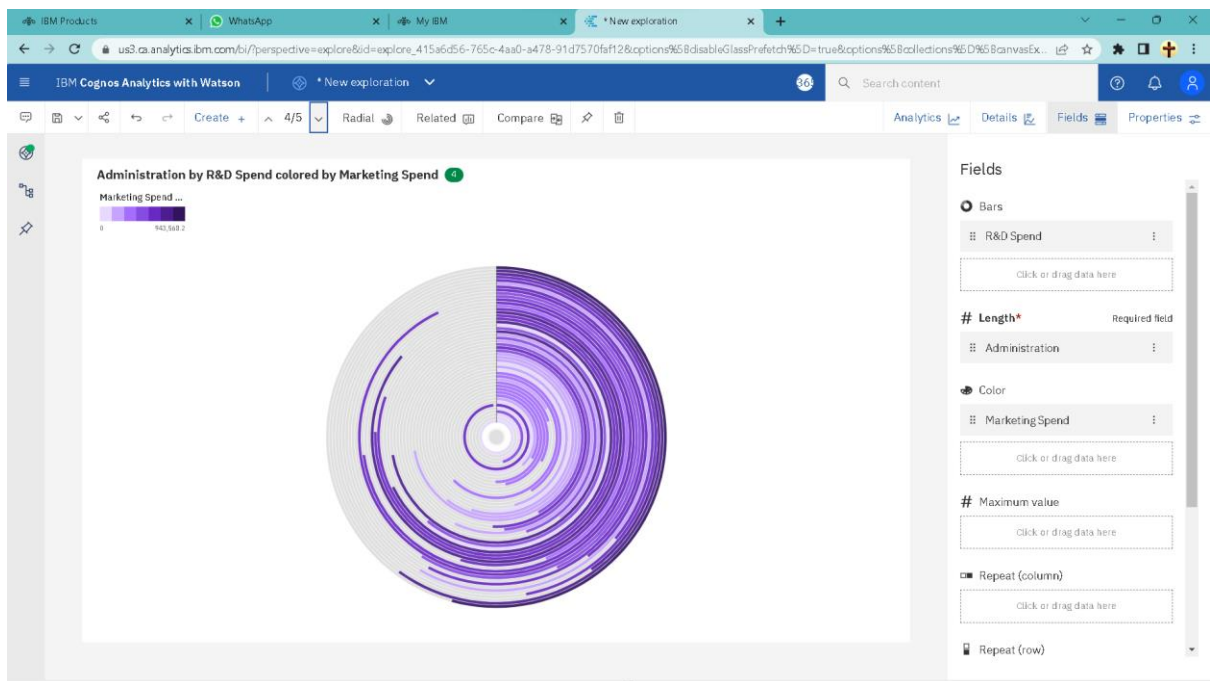 IBM Products
WhatsApp
My IBM
* New exploration
us3.ca.analytics.ibm.com/bi/?perspective=explore&id=explore_415a6d56-765c-4aa0-a478-91d7570faf12&options%5BdisableGlassPrefetch%5D=true&options%5Bcollections%5D%5BcanvasEx...
IBM Cognos Analytics with Watson
* New exploration
Search content
Create +
4/5
Radial
Related
Compare
Analytics
Details
Fields
Properties
Administration by R&D Spend colored by Marketing Spend 4
Marketing Spend ...
0 943,568.2
Fields
Bars
R&D Spend
Click or drag data here
# Length* Required field
Administration
Color
Marketing Spend
Click or drag data here
# Maximum value
Click or drag data here
Repeat (column)
Click or drag data here
Repeat (row)